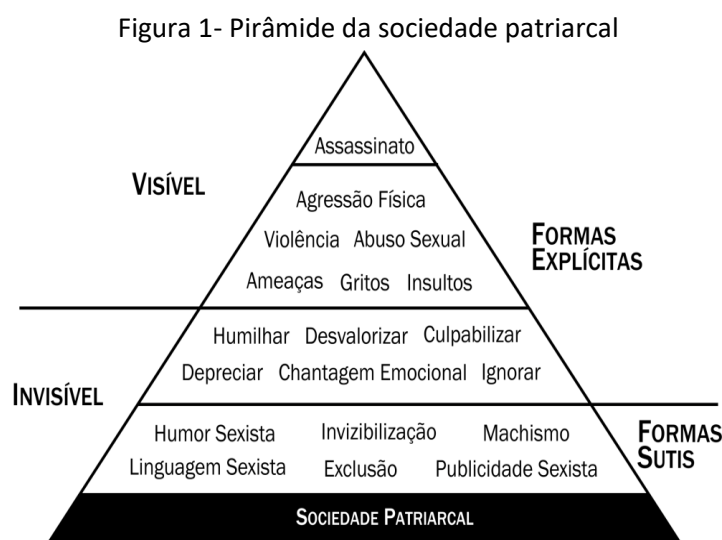 Figura 1- Pirâmide da sociedade patriarcal
Assassinato
VISÍVEL
Agressão Física
Violência Abuso Sexual
FORMAS
EXPLÍCITAS
Ameaças Gritos Insultos
Humilhar Desvalorizar Culpabilizar
Depreciar Chantagem Emocional Ignorar
INVISÍVEL
Humor Sexista Invizibilização Machismo
FORMAS
SUTIS
Linguagem Sexista Exclusão Publicidade Sexista
SOCIEDADE PATRIARCAL